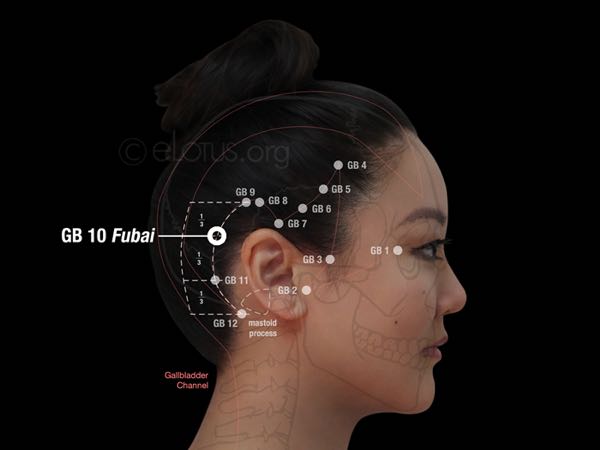 © eLotus.org
GB 4
GB 5
GB 9
GB 8
GB 6
GB 7
1/3
GB 10 Fubai
GB 1
1/3
GB 3
GB 11
GB 2
1/3
GB 12
mastoid
process
Gallbladder
Channel